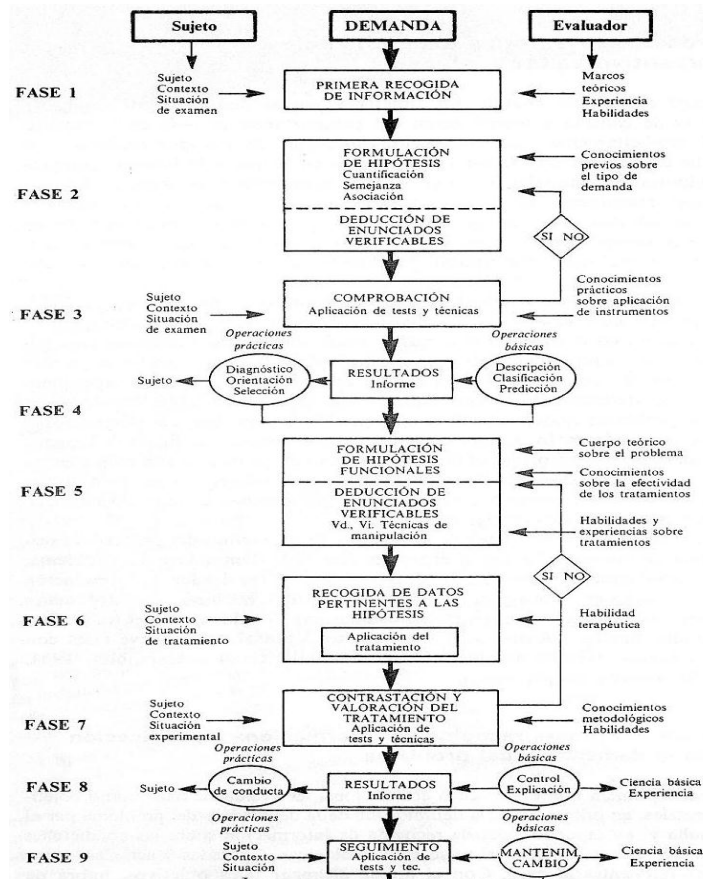 Sujeto
DEMANDA
Evaluador
FASE 1
Sujeto
Contexto
Situación
de examen
PRIMERA RECOGIDA
DE INFORMACIÓN
Marcos
teóricos
Experiencia
Habilidades
FASE 2
FORMULACIÓN
DE HIPÓTESIS
Cuantificación
Semejanza
Asociación
DEDUCCIÓN DE
ENUNCIADOS
VERIFICABLES
Conocimientos
previos sobre
el tipo de
demanda
SI NO
FASE 3
Sujeto
Contexto
Situación
de examen
COMPROBACIÓN
Aplicación de tests y técnicas
Conocimientos
prácticos
sobre aplicación
de instrumentos
Operaciones
prácticas
Operaciones
básicas
FASE 4
Sujeto
Diagnóstico
Orientación
Selección
RESULTADOS
Informe
Descripción
Clasificación
Predicción
FASE 5
FORMULACIÓN
DE HIPÓTESIS
FUNCIONALES
DEDUCCIÓN DE
ENUNCIADOS
VERIFICABLES
Vd., Vi. Técnicas de
manipulación
Cuerpo teórico
sobre el problema
Conocimientos
sobre la efectividad
de los tratamientos
Habilidades y
experiencias sobre
tratamientos
SI NO
FASE 6
Sujeto
Contexto
Situación
de tratamiento
RECOGIDA DE DATOS
PERTINENTES A LAS
HIPÓTESIS
Aplicación del
tratamiento
Habilidad
terapéutica
FASE 7
Sujeto
Contexto
Situación
experimental
CONTRASTACIÓN Y
VALORACIÓN DEL
TRATAMIENTO
Aplicación de
tests y técnicas
Conocimientos
metodológicos
Habilidades
Operaciones
prácticas
Operaciones
básicas
FASE 8
Sujeto
Cambio
de conducta
RESULTADOS
Informe
Control
Explicación
Ciencia básica
Experiencia
Operaciones
prácticas
Operaciones
básicas
FASE 9
Sujeto
Contexto
Situación
SEGUIMIENTO
Aplicación de
tests y tec.
MANTENIM.
CAMBIO
Ciencia básica
Experiencia